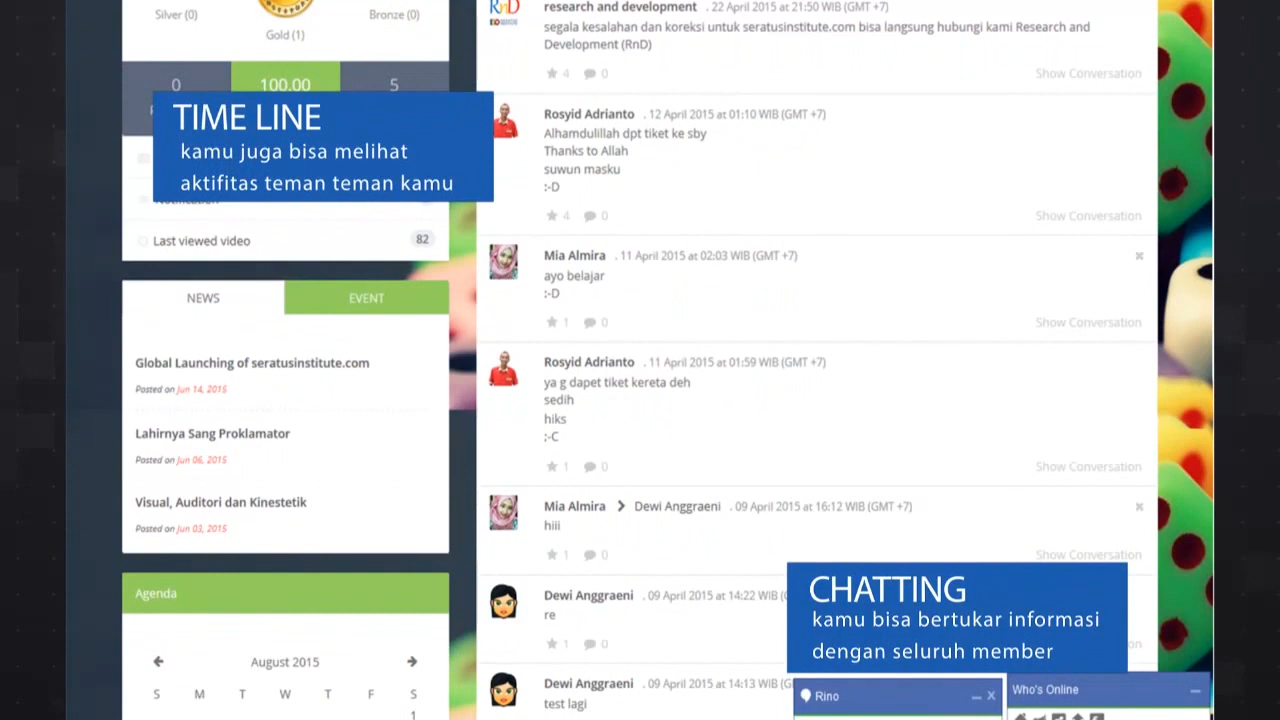 Silver (0)
Bronze (0)
Gold (1)
0
100.00
5
TIME LINE
kamu juga bisa melihat
aktifitas teman teman kamu
Last viewed video
82
NEWS
EVENT
Global Launching of seratusinstitute.com
Posted on Jun 14, 2015
Lahirnya Sang Proklamator
Posted on Jun 06, 2015
Visual, Auditori dan Kinestetik
Posted on Jun 03, 2015
Agenda
August 2015
S M T W T F S
1
RnD
research and development . 22 April 2015 at 21:50 WIB (GMT +7)
segala kesalahan dan koreksi untuk seratusinstitute.com bisa langsung hubungi kami Research and
Development (RnD)
4 0 Show Conversation
Rosyid Adrianto . 12 April 2015 at 01:10 WIB (GMT +7)
Alhamdulillah dpt tiket ke sby
Thanks to Allah
suwun masku
:-D
4 0 Show Conversation
Mia Almira . 11 April 2015 at 02:03 WIB (GMT +7)
ayo belajar
:-D
1 0 Show Conversation
Rosyid Adrianto . 11 April 2015 at 01:59 WIB (GMT +7)
ya g dapet tiket kereta deh
sedih
hiks
:-C
1 0 Show Conversation
Mia Almira > Dewi Anggraeni . 09 April 2015 at 16:12 WIB (GMT +7)
hiii
1 0 Show Conversation
Dewi Anggraeni . 09 April 2015 at 14:22 WIB
re
1 0
Dewi Anggraeni . 09 April 2015 at 14:13 WIB
test lagi
CHATTING
kamu bisa bertukar informasi
dengan seluruh member
Rino
Who's Online